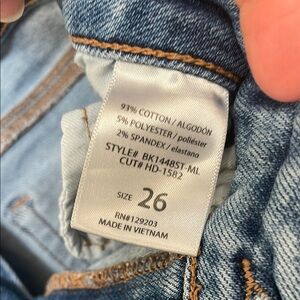 93% COTTON / ALGODÓN
5% POLYESTER / poliéster
2% SPANDEX / elastano
STYLE# BK1448ST-ML
CUT# HD-1582
SIZE 26
RN#129203
MADE IN VIETNAM